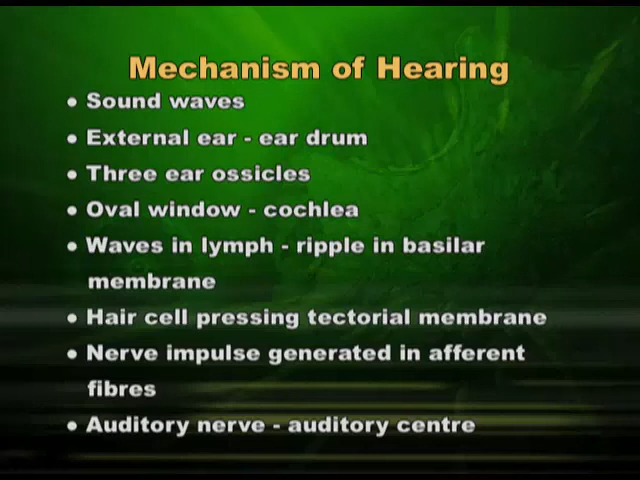 Mechanism of Hearing
● Sound waves
● External ear - ear drum
● Three ear ossicles
● Oval window - cochlea
● Waves in lymph - ripple in basilar
membrane
● Hair cell pressing tectorial membrane
● Nerve impulse generated in afferent
fibres
● Auditory nerve - auditory centre